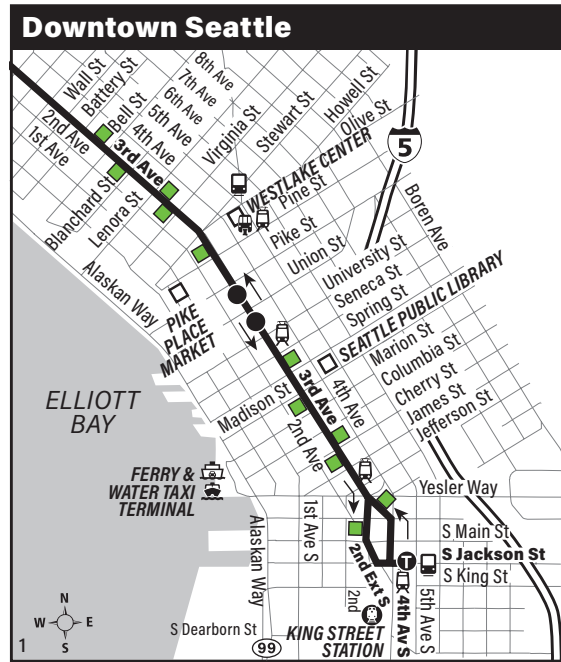 Downtown Seattle
Wall St
Battery St
Bell St
8th Ave
7th Ave
6th Ave
5th Ave
4th Ave
3rd Ave
2nd Ave
1st Ave
Virginia St
Stewart St
Howell St
Olive St
5
Blanchard St
Lenora St
WESTLAKE CENTER
Pine St
Pike St
Union St
University St
Seneca St
Spring St
Boren Ave
Alaskan Way
PIKE
PLACE
MARKET
SEATTLE PUBLIC LIBRARY
Marion St
Columbia St
Cherry St
James St
Jefferson St
ELLIOTT
BAY
Madison St
3rd Ave
4th Ave
2nd Ave
FERRY &
WATER TAXI
TERMINAL
Yesler Way
Alaskan Way
1st Ave S
S Main St
S Jackson St
T
S King St
2nd Ext S
2nd
4th Av S
5th Ave S
N
W E
S
S Dearborn St
99
KING STREET
STATION
1